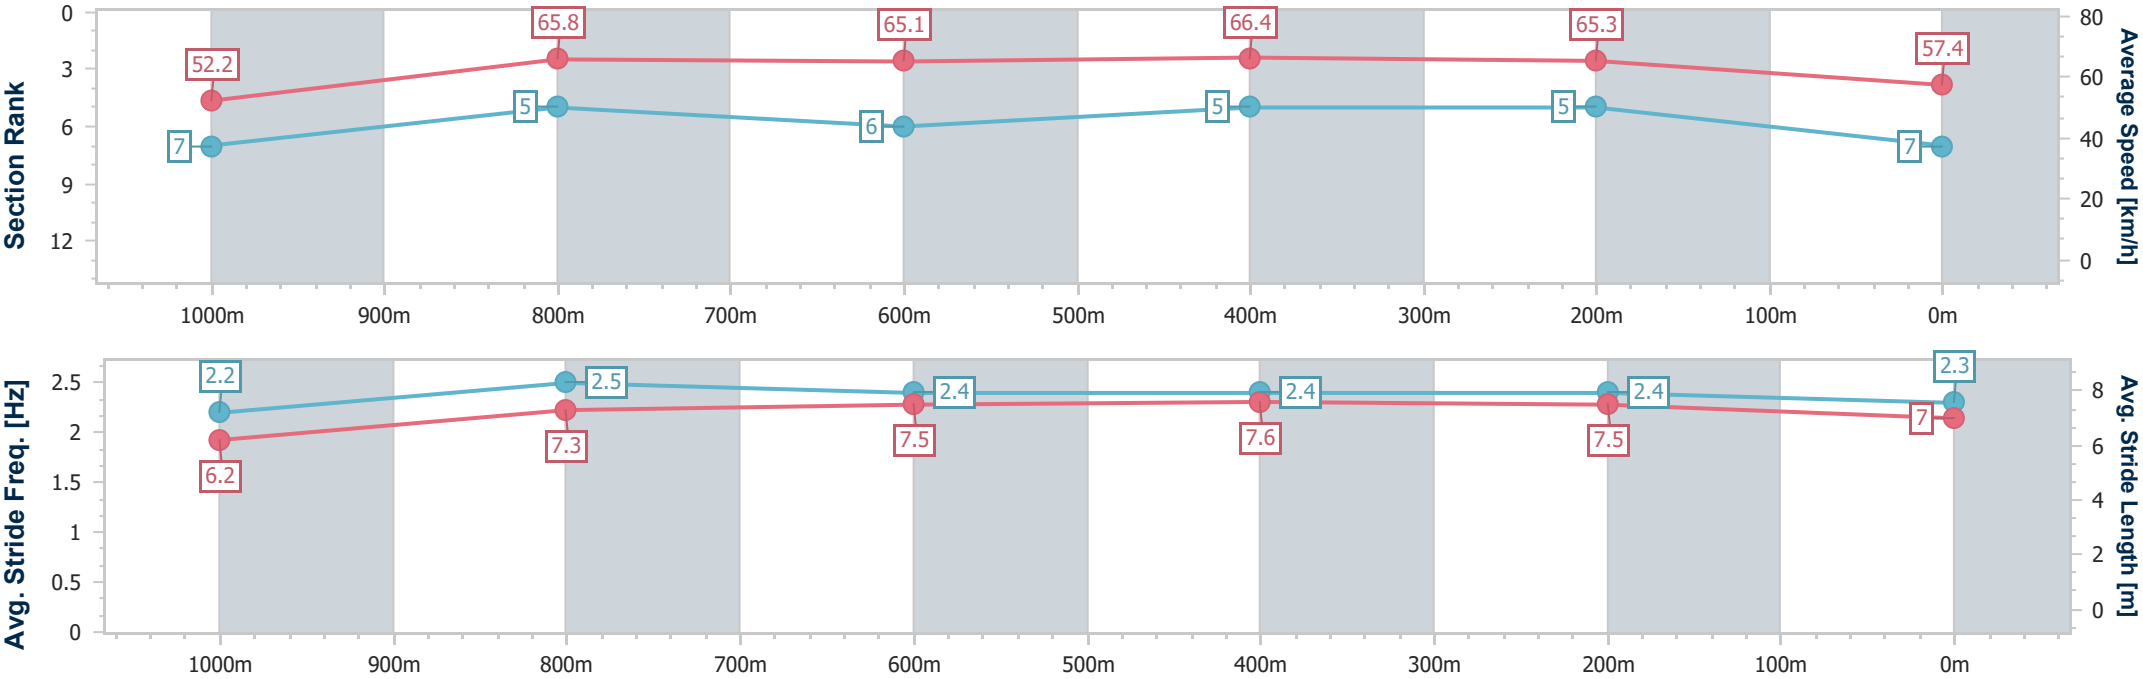 Section Rank
0
3
6
9
12
52.2
65.8
65.1
66.4
65.3
57.4
7
5
6
5
5
7
80
60
40
20
0
Average Speed [km/h]
1000m
900m
800m
700m
600m
500m
400m
300m
200m
100m
0m
Avg. Stride Freq. [Hz]
2.5
2
1.5
1
0.5
0
2.2
2.5
2.4
2.4
2.4
2.3
6.2
7.3
7.5
7.6
7.5
7
8
6
4
2
0
Avg. Stride Length [m]
1000m
900m
800m
700m
600m
500m
400m
300m
200m
100m
0m